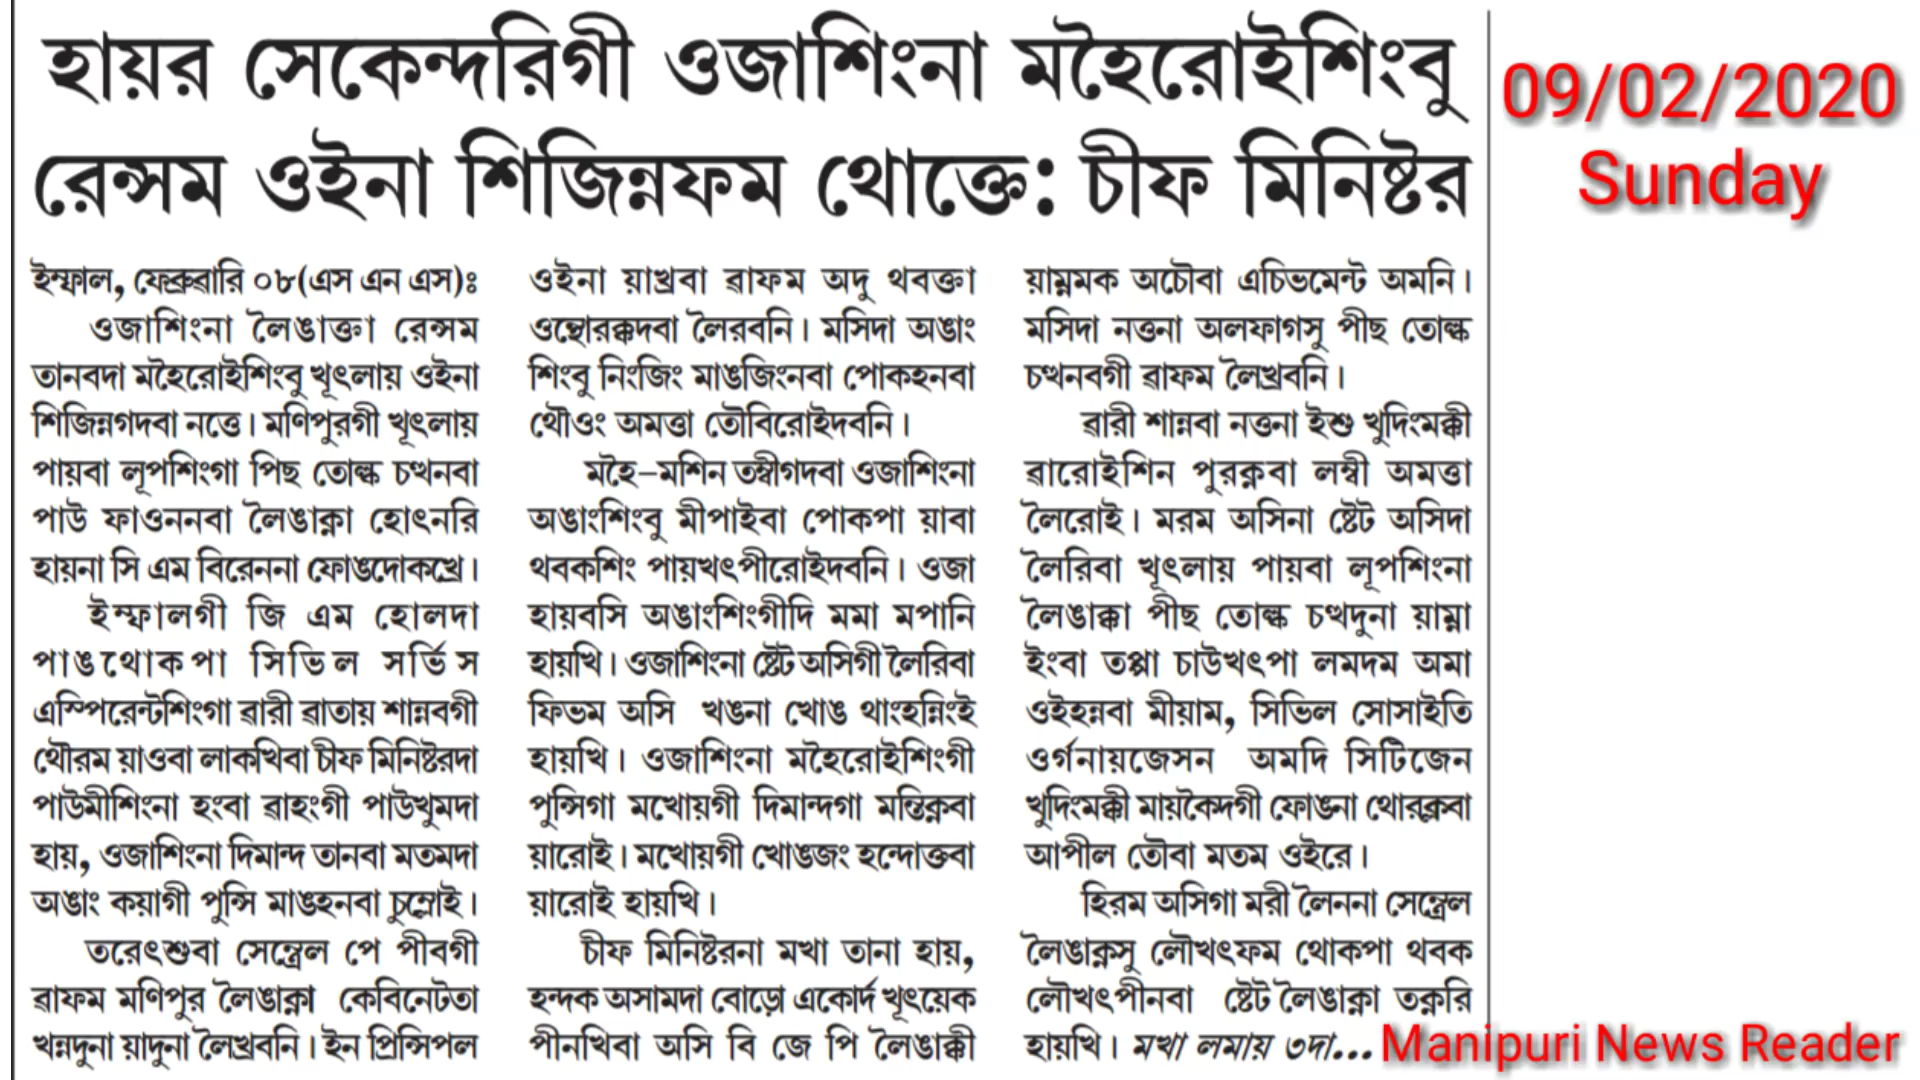 হায়র সেকেন্দরিগী ওজাশিংনা মহৈরোইশিংবু
রেন্সম ওইনা শিজিন্নফম থোক্তে: চীফ মিনিষ্টর
09/02/2020
Sunday
ইম্ফাল, ফেব্রুৱারি ০৮(এস এন এস)ঃ
ওজাশিংনা লৈঙাক্তা রেন্সম
তানবদা মহৈরোইশিংবু খূৎলায় ওইনা
শিজিন্নগদবা নত্তে। মণিপুরগী খূৎলায়
পায়বা লূপশিংগা পিছ তোল্ক চত্থনবা
পাউ ফাওননবা লৈঙাক্না হোৎনরি
হায়না সি এম বিরেননা ফোঙদোকখ্রে।
ইম্ফালগী জি এম হোলদা
পাঙথোকপা সিভিল সর্ভিস
এস্পিরেন্টশিংগা ৱারী ৱাতায় শান্নবগী
থৌরম য়াওবা লাকখিবা চীফ মিনিষ্টরদা
পাউমীশিংনা হংবা ৱাহংগী পাউখুমদা
হায়, ওজাশিংনা দিমান্দ তানবা মতমদা
অঙাং কয়াগী পুন্সি মাঙহনবা চুম্লোই।
তরেৎশুবা সেন্ত্রেল পে পীবগী
ৱাফম মণিপুর লৈঙাক্না কেবিনেটতা
খন্নদুনা য়াদুনা লৈখ্রবনি। ইন প্রিন্সিপল
ওইনা য়াখ্রবা ৱাফম অদু থবক্তা
ওন্থোরক্কদবা লৈরবনি। মসিদা অঙাং
শিংবু নিংজিং মাঙজিংনবা পোকহনবা
থৌওং অমত্তা তৌবিরোইদবনি।
মহৈ-মশিন তম্বীগদবা ওজাশিংনা
অঙাংশিংবু মীপাইবা পোকপা য়াবা
থবকশিং পায়খৎপীরোইদবনি। ওজা
হায়বসি অঙাংশিংগীদি মমা মপানি
হায়খি। ওজাশিংনা ষ্টেট অসিগী লৈরিবা
ফিভম অসি খঙনা খোঙ থাংহন্নিংই
হায়খি। ওজাশিংনা মহৈরোইশিংগী
পুন্সিগা মখোয়গী দিমান্দগা মন্তিক্নবা
য়ারোই। মখোয়গী খোঙজং হন্দোক্তবা
য়ারোই হায়খি।
চীফ মিনিষ্টরনা মখা তানা হায়,
হন্দক অসামদা বোড়ো একোর্দ খূৎয়েক
পীনখিবা অসি বি জে পি লৈঙাক্কী
য়াম্নমক অচৌবা এচিভমেন্ট অমনি।
মসিদা নত্তনা অলফাগসু পীছ তোল্ক
চত্থনবগী ৱাফম লৈখ্রবনি।
ৱারী শান্নবা নত্তনা ইশু খুদিংমক্কী
ৱারোইশিন পুরক্নবা লম্বী অমত্তা
লৈরোই। মরম অসিনা ষ্টেট অসিদা
লৈরিবা খূৎলায় পায়বা লূপশিংনা
লৈঙাক্কা পীছ তোল্ক চত্থদুনা য়াম্না
ইংবা তপ্পা চাউখৎপা লমদম অমা
ওইহন্নবা মীয়াম, সিভিল সোসাইতি
ওর্গনায়জেসন অমদি সিটিজেন
খুদিংমক্কী মায়কৈদগী ফোঙনা থোরক্নবা
আপীল তৌবা মতম ওইরে।
হিরম অসিগা মরী লৈননা সেন্ত্রেল
লৈঙাক্নসু লৌখৎফম থোকপা থবক
লৌখৎপীনবা ষ্টেট লৈঙাক্না তক্নরি
হায়খি। মখা লমায় ৩দা...
Manipuri News Reader